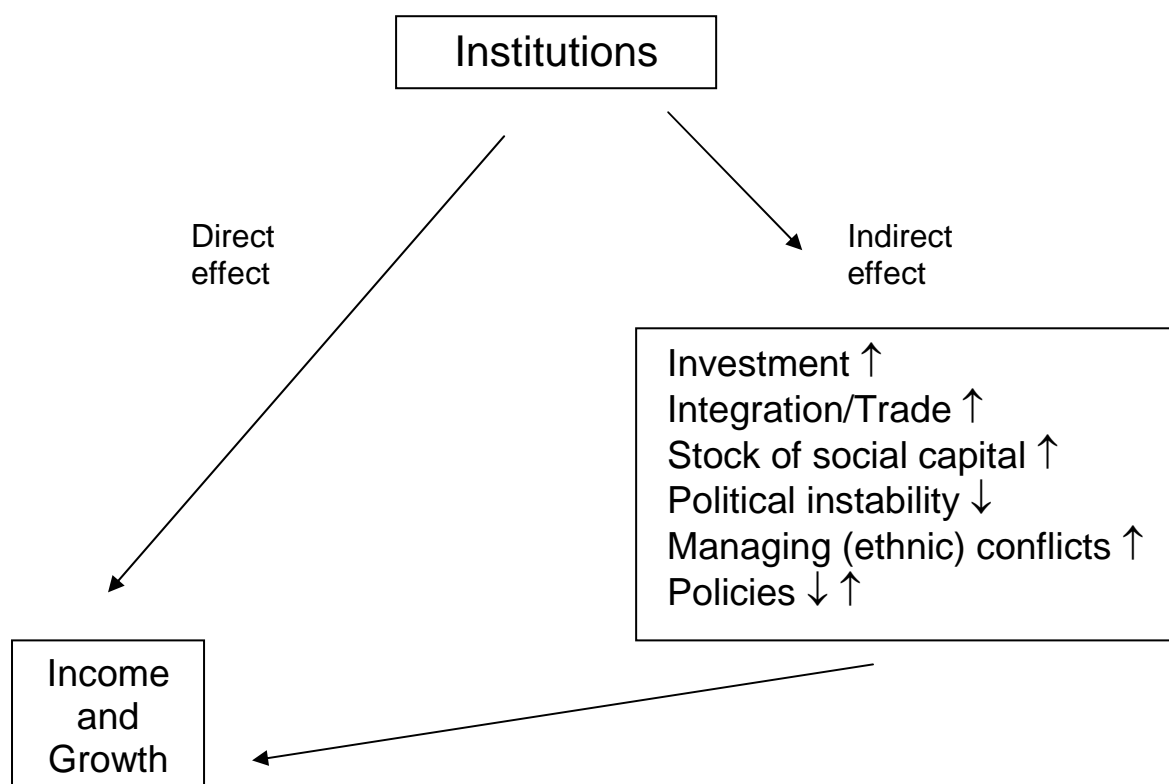 Institutions
Direct
effect
Indirect
effect
Investment ↑
Integration/Trade ↑
Stock of social capital ↑
Political instability ↓
Managing (ethnic) conflicts ↑
Policies ↓ ↑
Income
and
Growth